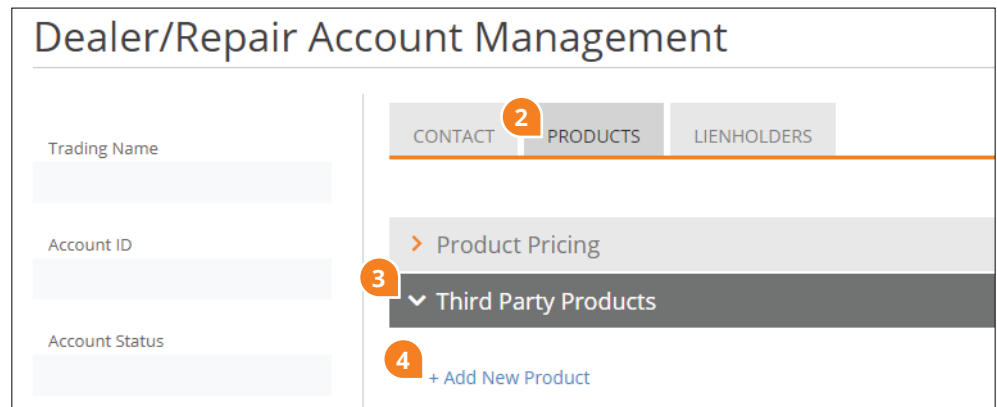 Dealer/Repair Account Management
Trading Name
Account ID
Account Status
CONTACT 2 PRODUCTS LIENHOLDERS
> Product Pricing
3
Third Party Products
4
+ Add New Product